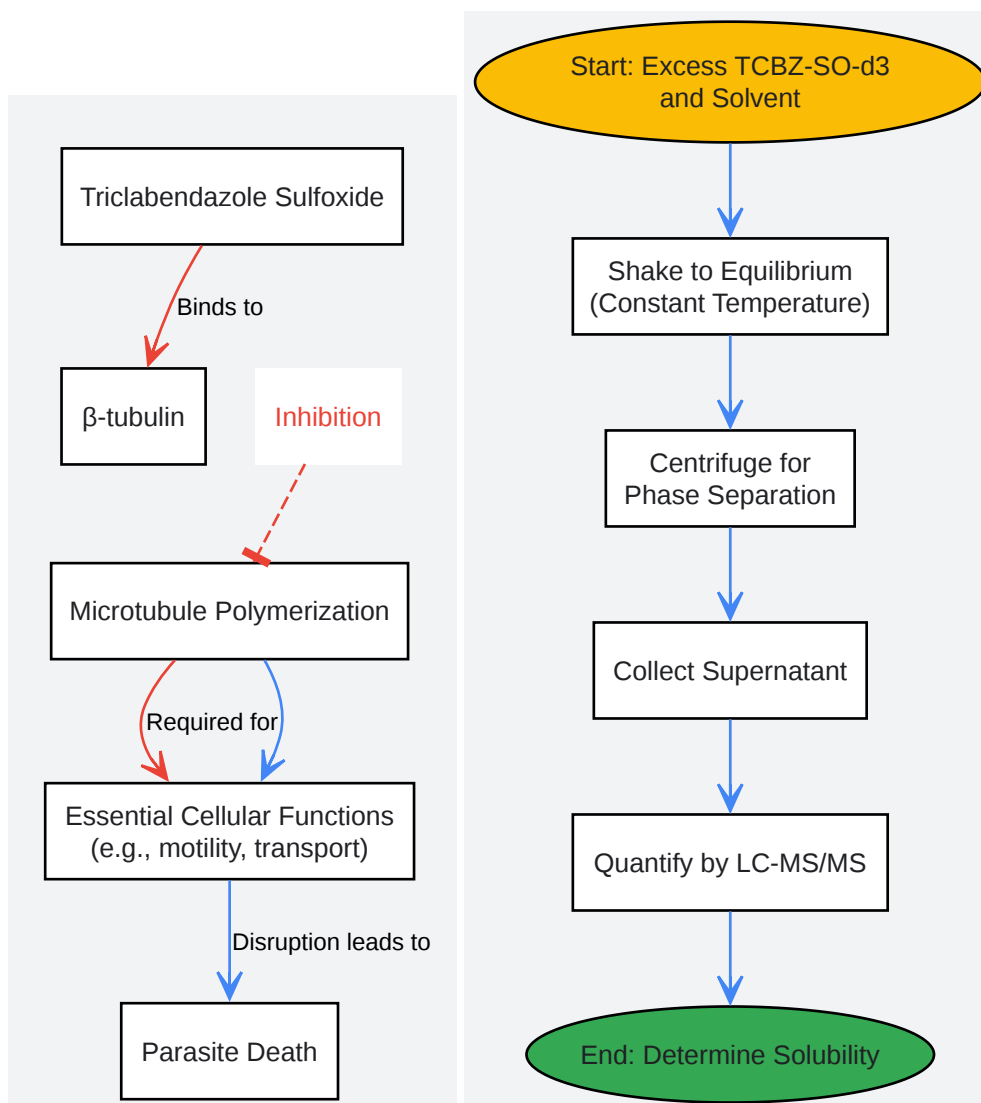 Triclabendazole Sulfoxide
Binds to
β-tubulin
Inhibition
Microtubule Polymerization
Required for
Essential Cellular Functions
(e.g., motility, transport)
Disruption leads to
Parasite Death
Start: Excess TCBZ-SO-d3
and Solvent
Shake to Equilibrium
(Constant Temperature)
Centrifuge for
Phase Separation
Collect Supernatant
Quantify by LC-MS/MS
End: Determine Solubility